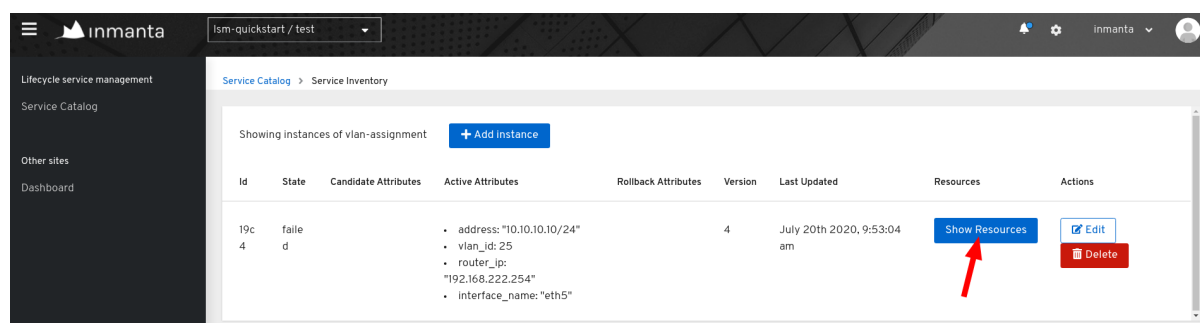 inmanta
lsm-quickstart / test
inmanta
Lifecycle service management
Service Catalog
Other sites
Dashboard
Service Catalog > Service Inventory
Showing instances of vlan-assignment
+ Add instance
Id State Candidate Attributes Active Attributes Rollback Attributes Version Last Updated Resources Actions
19c faile • address: "10.10.10.10/24" 4 July 20th 2020, 9:53:04 Show Resources Edit
4 d • vlan_id: 25 am
• router_ip: Delete
"192.168.222.254"
• interface_name: "eth5"